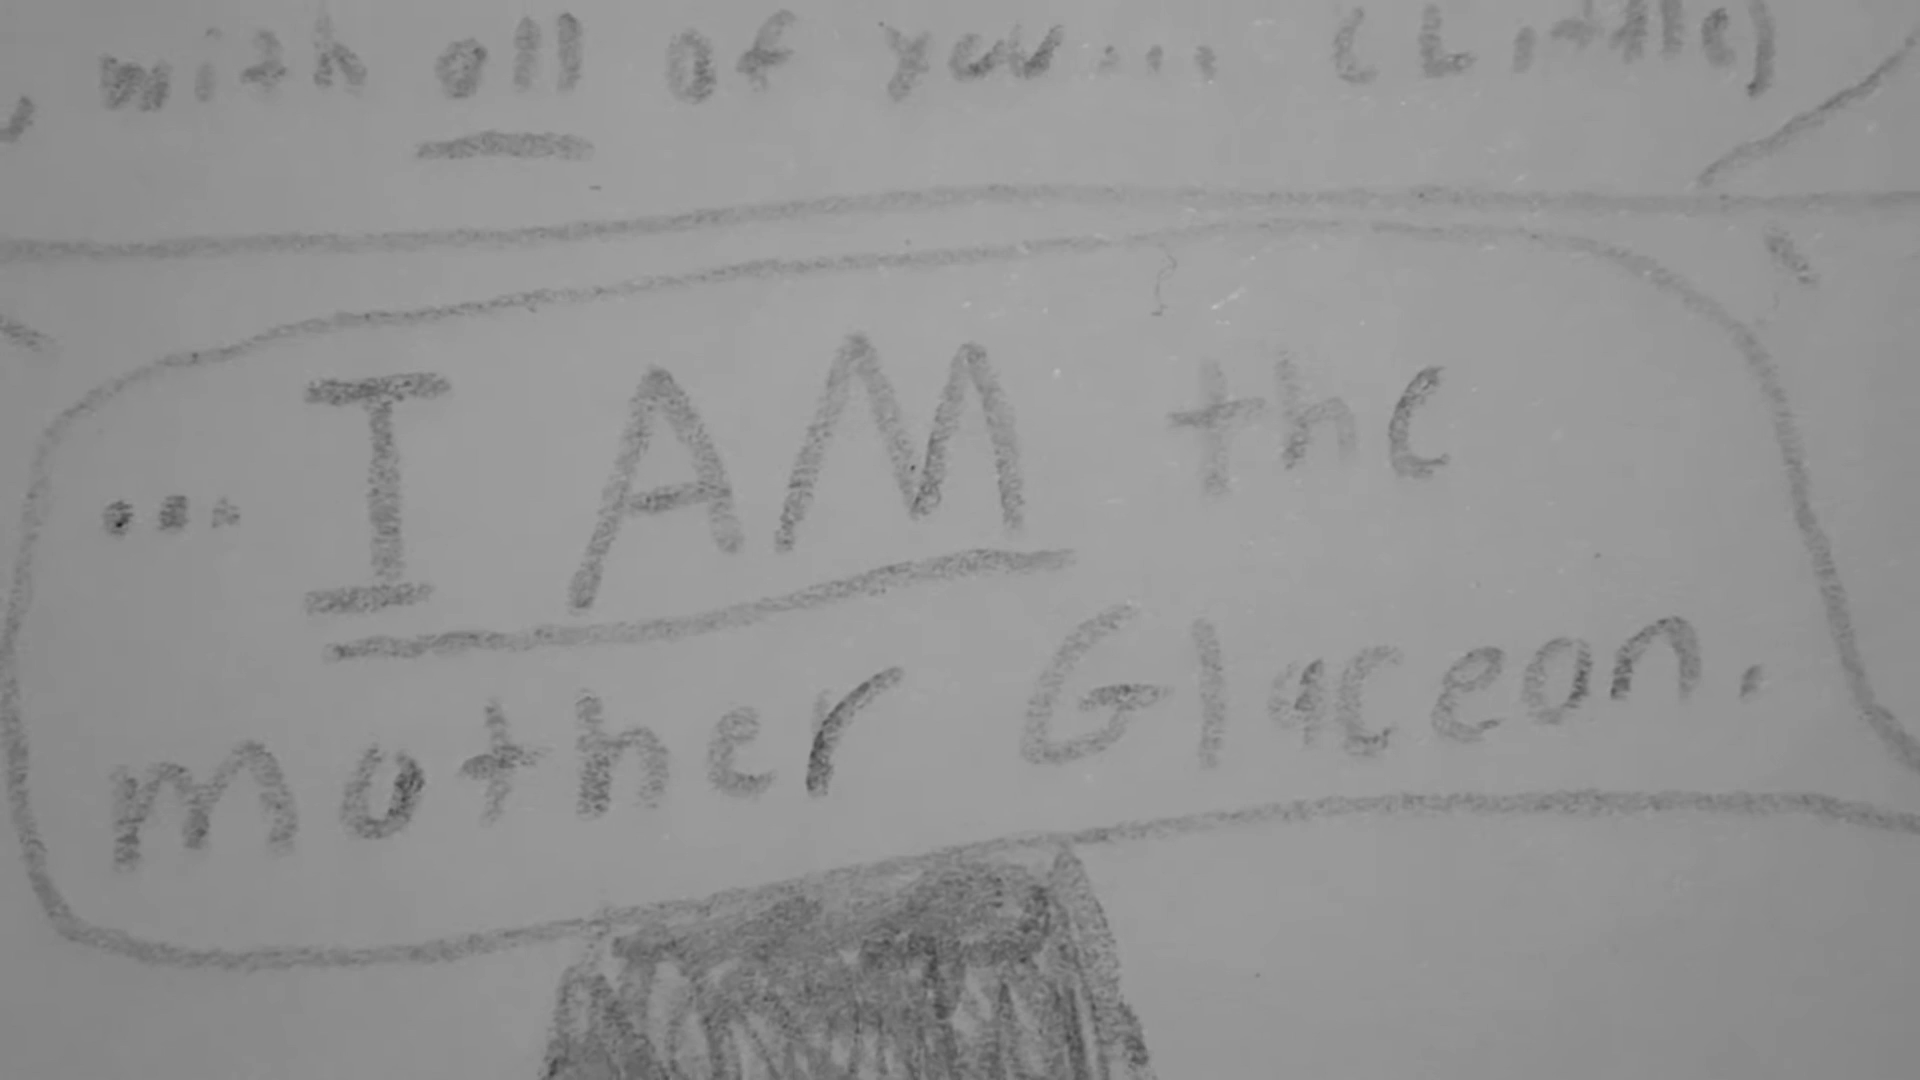 with all of you... (Little)
... I AM the
mother Glaceon.